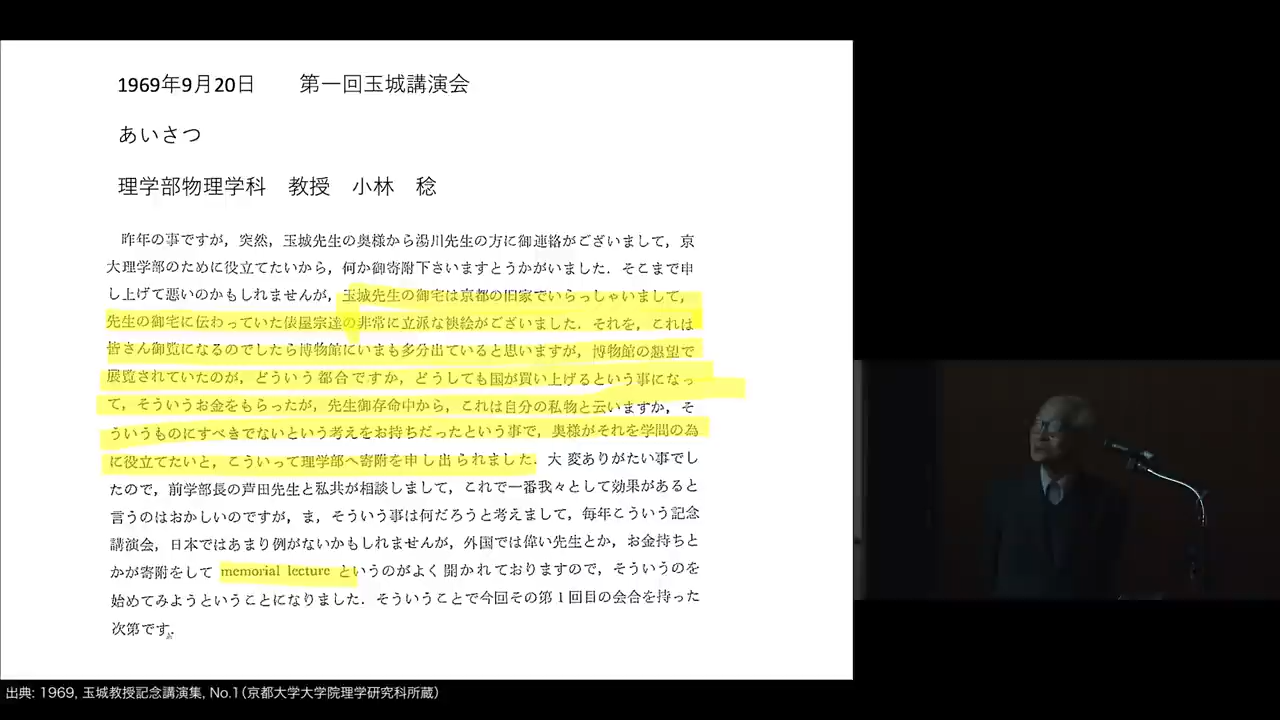 1969年9月20日　　第一回玉城講演会
あいさつ
理学部物理学科　教授　小林　稔
昨年の事ですが，突然，玉城先生の奥様から湯川先生の方に御連絡がございまして，京
大理学部のために役立てたいから，何か御寄附下さいますとうかがいました．そこまで申
し上げて悪いのかもしれませんが，玉城先生の御宅は京都の旧家でいらっしゃいまして，
先生の御宅に伝わっていた俵屋宗達の非常に立派な襖絵がございました．それを，これは
皆さん御覧になるのでしたら博物館にいまも多分出ていると思いますが，博物館の懇望で
展覧されていたのが，どういう都合ですか，どうしても国が買い上げるという事になっ
て，そういうお金をもらったが，先生御存命中から，これは自分の私物と云いますか，そ
ういうものにすべきでないという考えをお持ちだったという事で，奥様がそれを学問の為
に役立てたいと，こういって理学部へ寄附を申し出られました．大変ありがたい事でし
たので，前学部長の芦田先生と私共が相談しまして，これで一番我々として効果があると
言うのはおかしいのですが，ま，そういう事は何だろうと考えまして，毎年こういう記念
講演会，日本ではあまり例がないかもしれませんが，外国では偉い先生とか，お金持ちと
かが寄附をして memorial lecture というのがよく開かれておりますので，そういうのを
始めてみようということになりました．そういうことで今回その第1回目の会合を持った
次第です．
出典: 1969, 玉城教授記念講演集, No.1（京都大学大学院理学研究科所蔵）